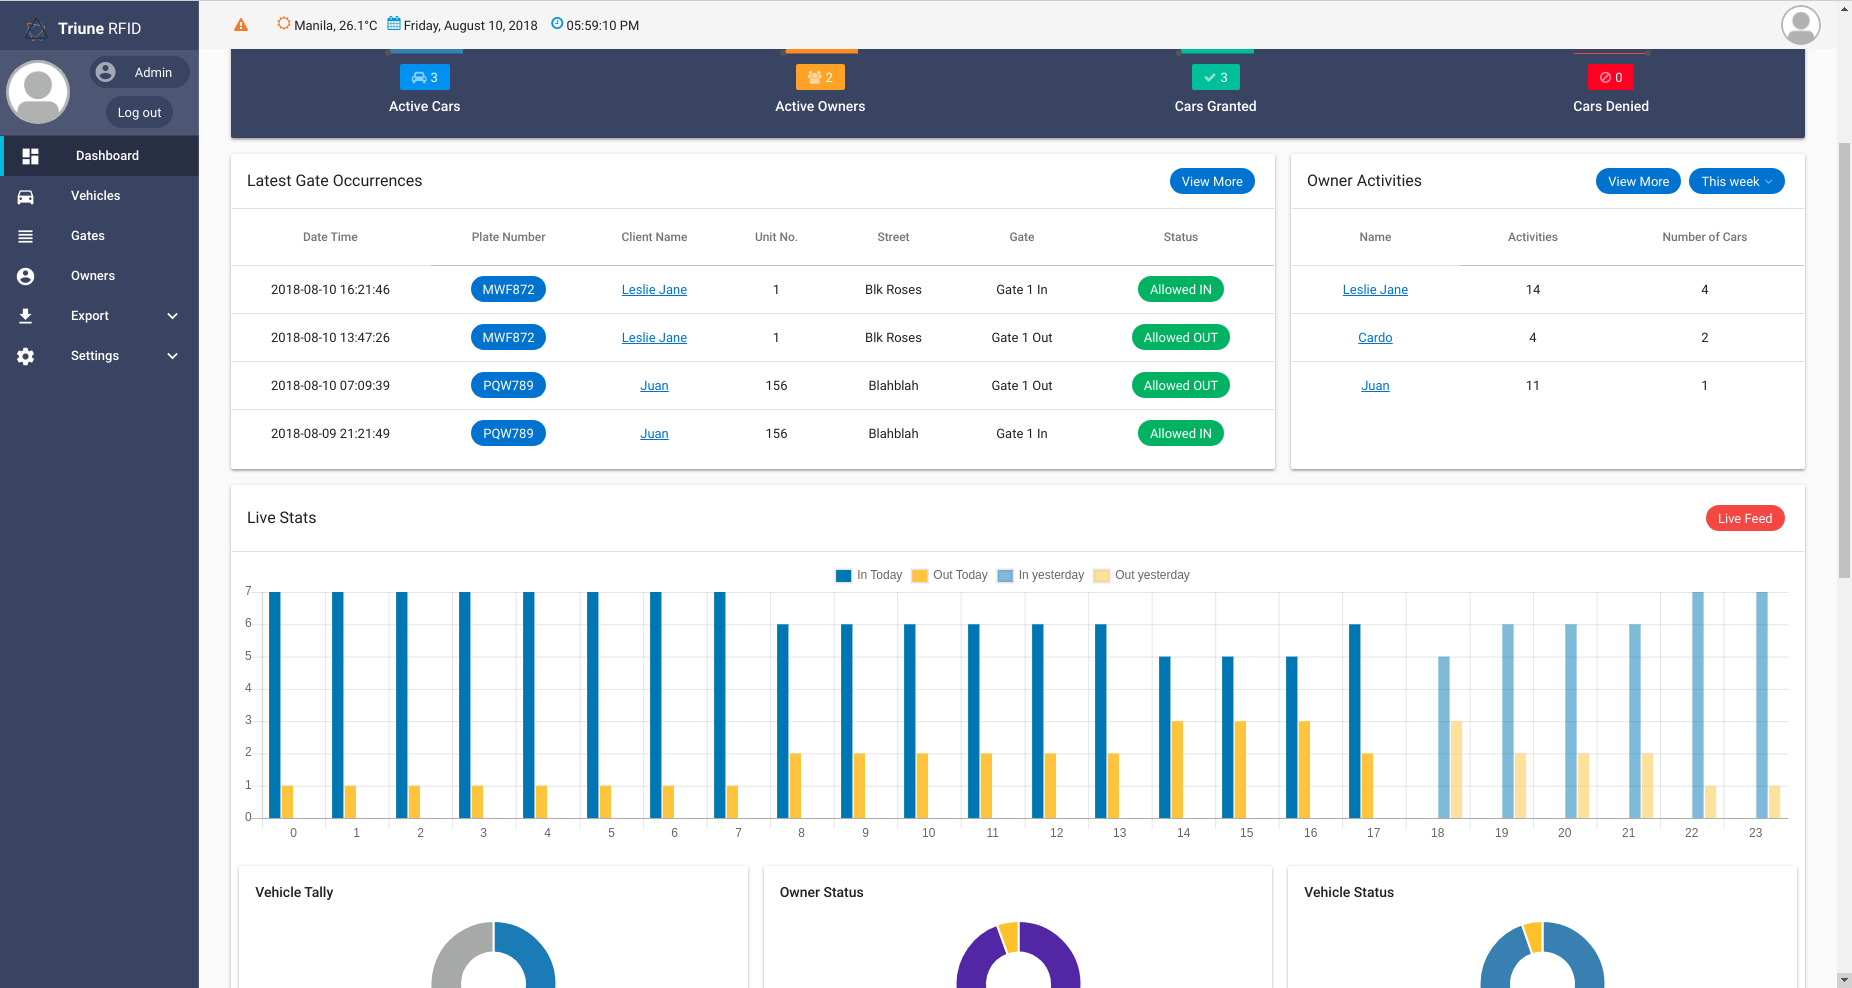 Triune RFID
Manila, 26.1°C Friday, August 10, 2018 05:59:10 PM
Admin
Log out
Dashboard
Vehicles
Gates
Owners
Export
Settings
3
Active Cars
2
Active Owners
3
Cars Granted
0
Cars Denied
Latest Gate Occurrences View More
Date Time Plate Number Client Name Unit No. Street Gate Status
2018-08-10 16:21:46 MWF872 Leslie Jane 1 Blk Roses Gate 1 In Allowed IN
2018-08-10 13:47:26 MWF872 Leslie Jane 1 Blk Roses Gate 1 Out Allowed OUT
2018-08-10 07:09:39 PQW789 Juan 156 Blahblah Gate 1 Out Allowed OUT
2018-08-09 21:21:49 PQW789 Juan 156 Blahblah Gate 1 In Allowed IN
Owner Activities View More This week
Name Activities Number of Cars
Leslie Jane 14 4
Cardo 4 2
Juan 11 1
Live Stats Live Feed
In Today Out Today In yesterday Out yesterday
7
6
5
4
3
2
1
0
0 1 2 3 4 5 6 7 8 9 10 11 12 13 14 15 16 17 18 19 20 21 22 23
Vehicle Tally
Owner Status
Vehicle Status